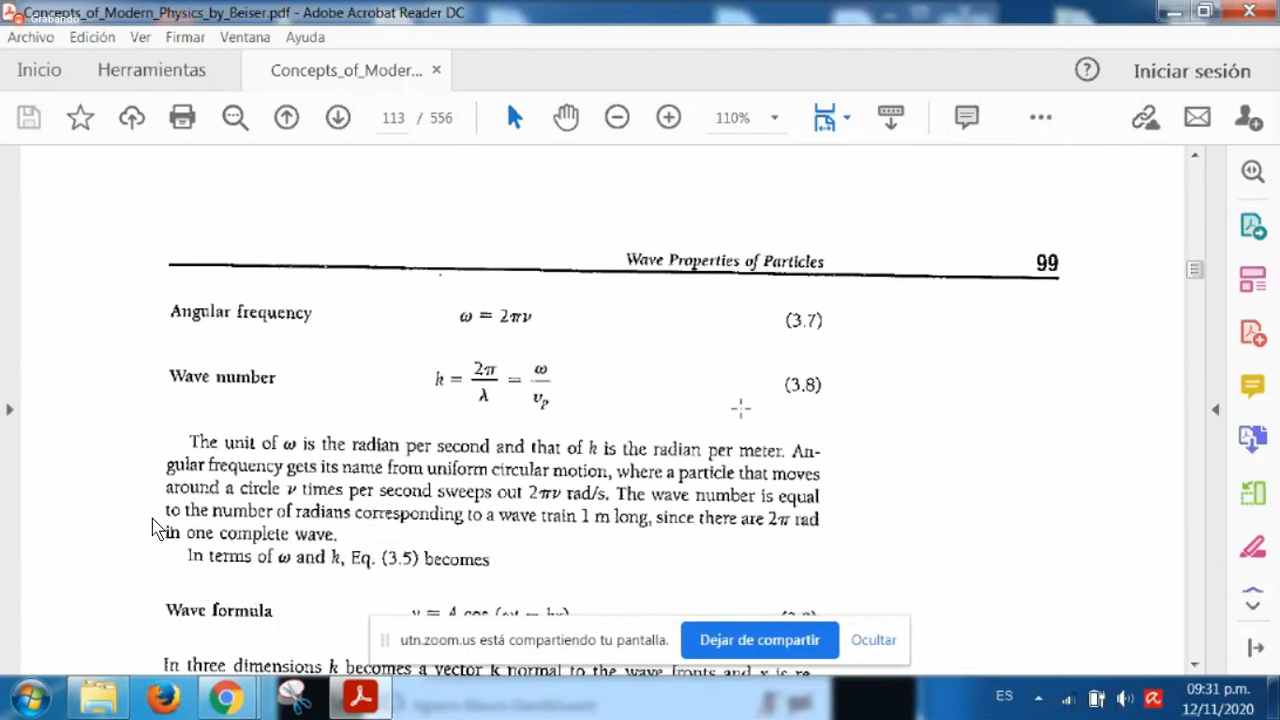 Concepts_of_Modern_Physics_by_Beiser.pdf - Adobe Acrobat Reader DC
Grabando
Archivo Edición Ver Firmar Ventana Ayuda
Inicio Herramientas Concepts_of_Moder... × Iniciar sesión
113 / 556 110%
Wave Properties of Particles 99
Angular frequency ω = 2πν (3.7)
Wave number k = 2π/λ = ω/υₚ (3.8)
The unit of ω is the radian per second and that of k is the radian per meter. An-
gular frequency gets its name from uniform circular motion, where a particle that moves
around a circle ν times per second sweeps out 2πν rad/s. The wave number is equal
to the number of radians corresponding to a wave train 1 m long, since there are 2π rad
in one complete wave.
In terms of ω and k, Eq. (3.5) becomes
Wave formula y = A cos (ωt − kx)
utn.zoom.us está compartiendo tu pantalla. Dejar de compartir Ocultar
In three dimensions k becomes a vector k normal to the wave fronts and x is re-
ES 09:31 p.m.
12/11/2020